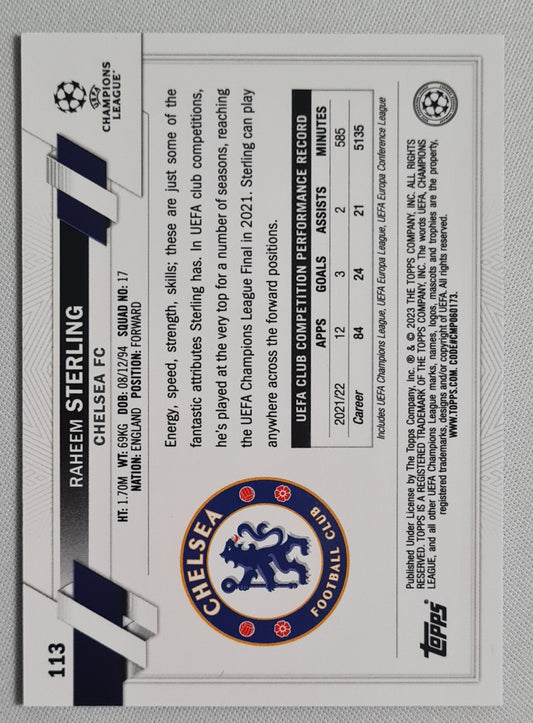 113
RAHEEM STERLING
CHELSEA FC
HT: 1.70M WT: 69KG DOB: 08/12/94 SQUAD NO: 17
NATION: ENGLAND POSITION: FORWARD
UEFA
CHAMPIONS
LEAGUE
CHELSEA
FOOTBALL CLUB
Energy, speed, strength, skills; these are just some of the
fantastic attributes Sterling has. In UEFA club competitions,
he's played at the very top for a number of seasons, reaching
the UEFA Champions League Final in 2021. Sterling can play
anywhere across the forward positions.
UEFA CLUB COMPETITION PERFORMANCE RECORD
APPS GOALS ASSISTS MINUTES
2021/22 12 3 2 585
Career 84 24 21 5135
Includes UEFA Champions League, UEFA Europa League, UEFA Europa Conference League
topps
Published Under License by The Topps Company, Inc. ® & © 2023 THE TOPPS COMPANY, INC. ALL RIGHTS
RESERVED. TOPPS IS A REGISTERED TRADEMARK OF THE TOPPS COMPANY, INC. The words UEFA, CHAMPIONS
LEAGUE, and all other UEFA Champions League marks, names, logos, mascots and trophies are the property,
registered trademarks, designs and/or copyright of UEFA. All rights reserved.
WWW.TOPPS.COM. CODE#CMP060173.